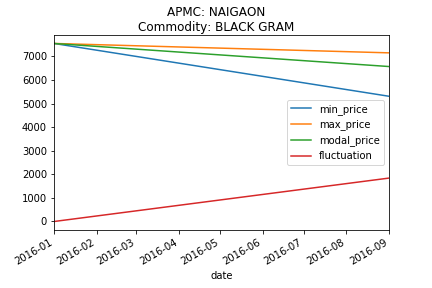 APMC: NAIGAON
Commodity: BLACK GRAM
7000
6000
5000
4000
3000
2000
1000
0
min_price
max_price
modal_price
fluctuation
2016-01
2016-02
2016-03
2016-04
2016-05
2016-06
2016-07
2016-08
2016-09
date